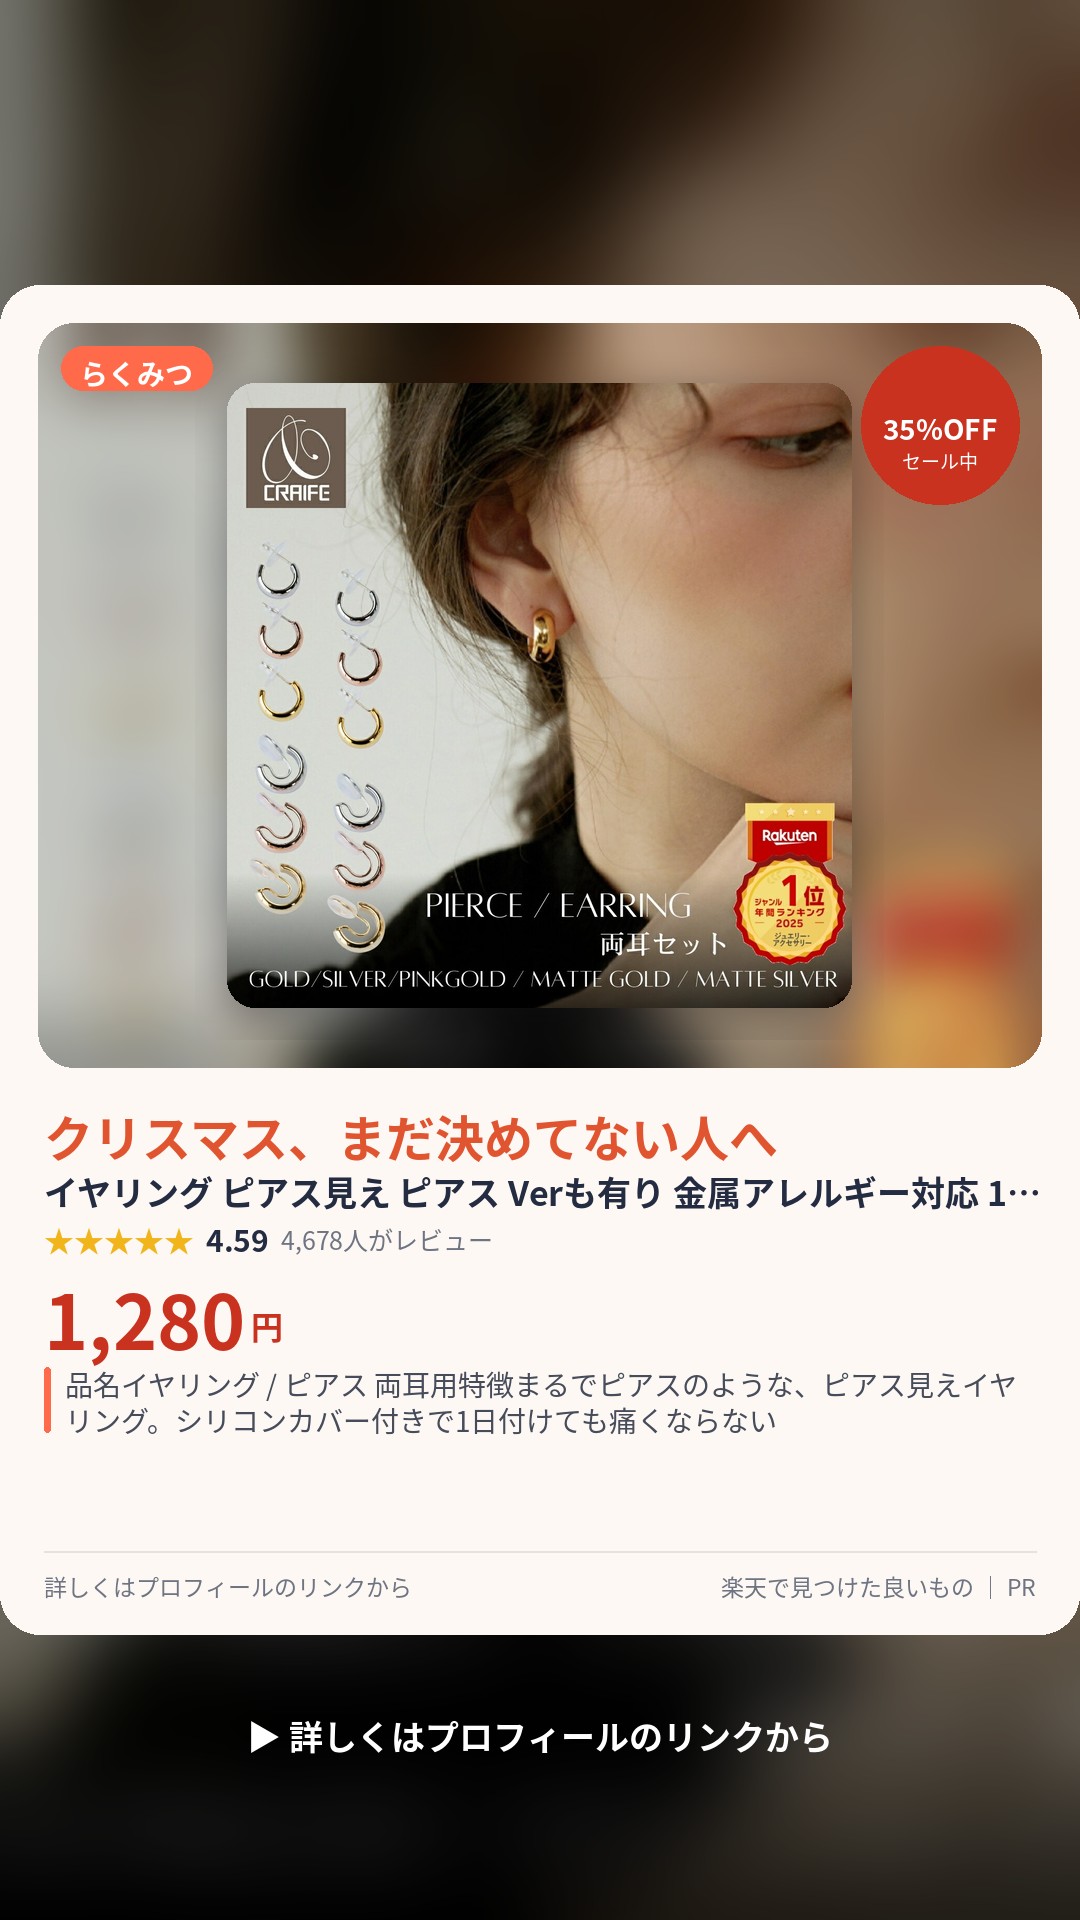 らくみつ
35%OFF
セール中
CRAIFE
Rakuten
ジャンル1位
年間ランキング
2025
ジュエリー・
アクセサリー
PIERCE / EARRING
両耳セット
GOLD/SILVER/PINKGOLD / MATTE GOLD / MATTE SILVER
クリスマス、まだ決めてない人へ
イヤリング ピアス見え ピアス Verも有り 金属アレルギー対応 1…
★★★★★ 4.59 4,678人がレビュー
1,280円
品名イヤリング / ピアス 両耳用特徴まるでピアスのような、ピアス見えイヤ
リング。シリコンカバー付きで1日付けても痛くならない
詳しくはプロフィールのリンクから
楽天で見つけた良いもの｜PR
▶ 詳しくはプロフィールのリンクから